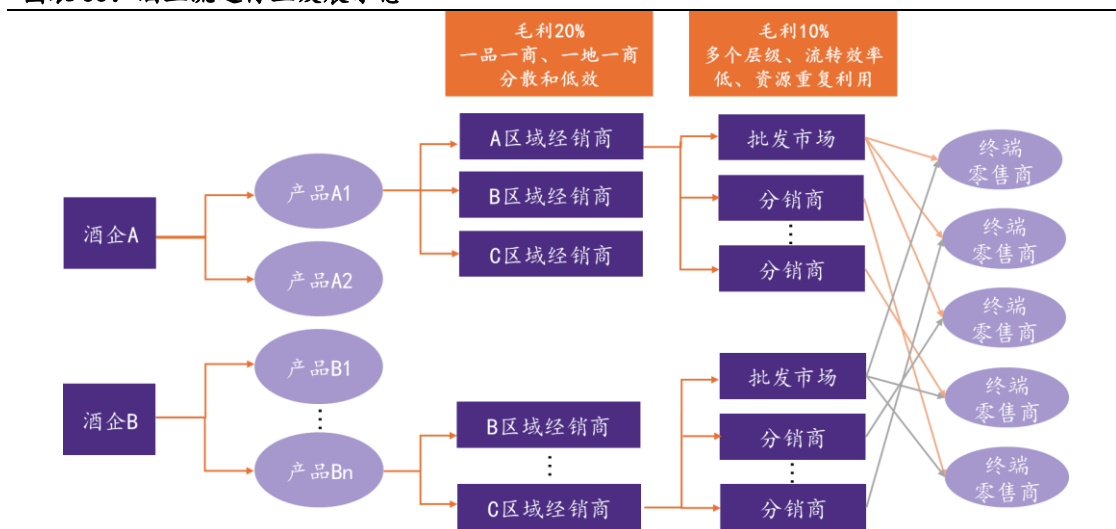 毛利20%
一品一商、一地一商
分散和低效
毛利10%
多个层级、流转效率
低、资源重复利用
A区域经销商
批发市场
终端
零售商
产品A1
B区域经销商
分销商
酒企A
终端
零售商
C区域经销商
分销商
产品A2
终端
零售商
产品B1
批发市场
终端
零售商
酒企B
B区域经销商
分销商
产品Bn
终端
零售商
C区域经销商
分销商